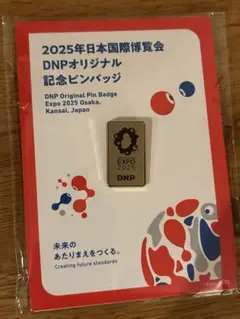 2025年日本国際博覧会
DNPオリジナル
記念ピンバッジ
DNP Original Pin Badge
Expo 2025 Osaka,
Kansai, Japan
EXPO
2025
DNP
未来の
あたりまえをつくる。
Creating future standards